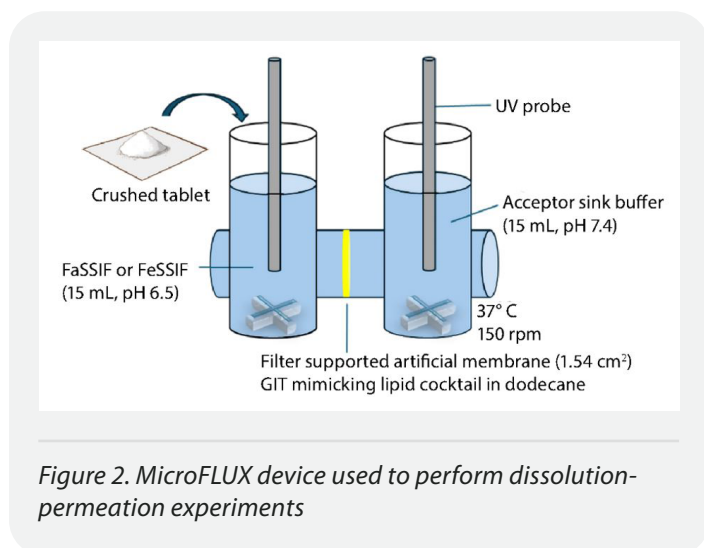 UV probe
Crushed tablet
Acceptor sink buffer
(15 mL, pH 7.4)
FaSSIF or FeSSIF
(15 mL, pH 6.5)
37° C
150 rpm
Filter supported artificial membrane (1.54 cm²)
GIT mimicking lipid cocktail in dodecane
Figure 2. MicroFLUX device used to perform dissolution-
permeation experiments